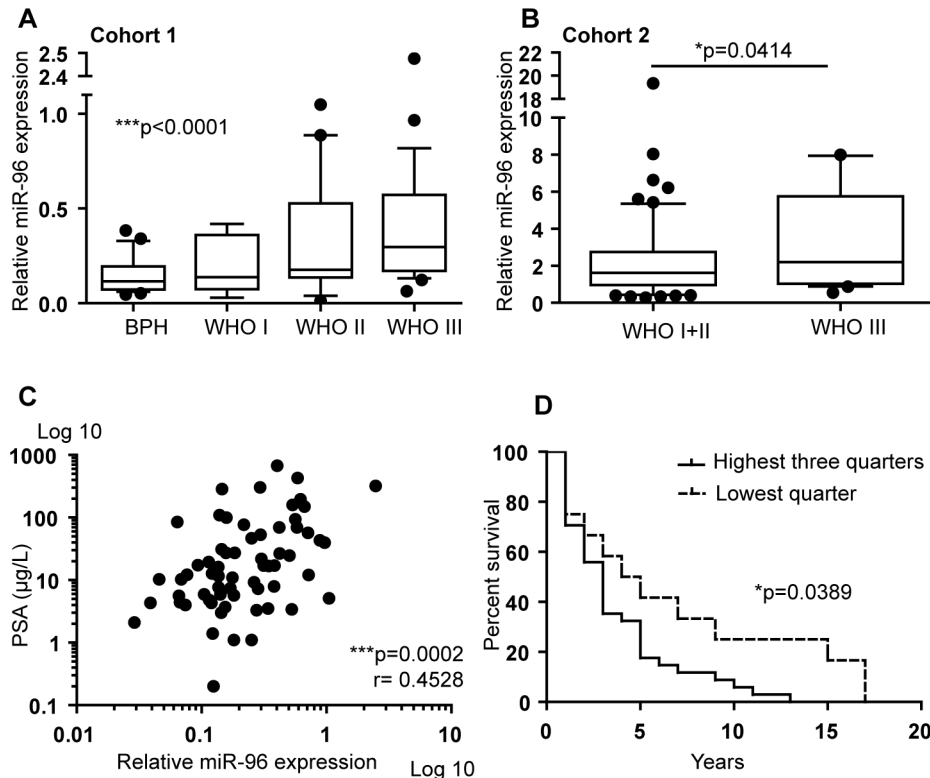 A
Cohort 1
Relative miR-96 expression
2.5
2.4
1.0
0.5
0.0
***p<0.0001
BPH WHO I WHO II WHO III
B
Cohort 2
*p=0.0414
Relative miR-96 expression
22
20
18
8
6
4
2
0
WHO I+II WHO III
C
Log 10
PSA (µg/L)
1000
100
10
1
0.1
***p=0.0002
r= 0.4528
0.01 0.1 1 10
Relative miR-96 expression
Log 10
D
Percent survival
100
80
60
40
20
0
Highest three quarters
Lowest quarter
*p=0.0389
0 5 10 15 20
Years